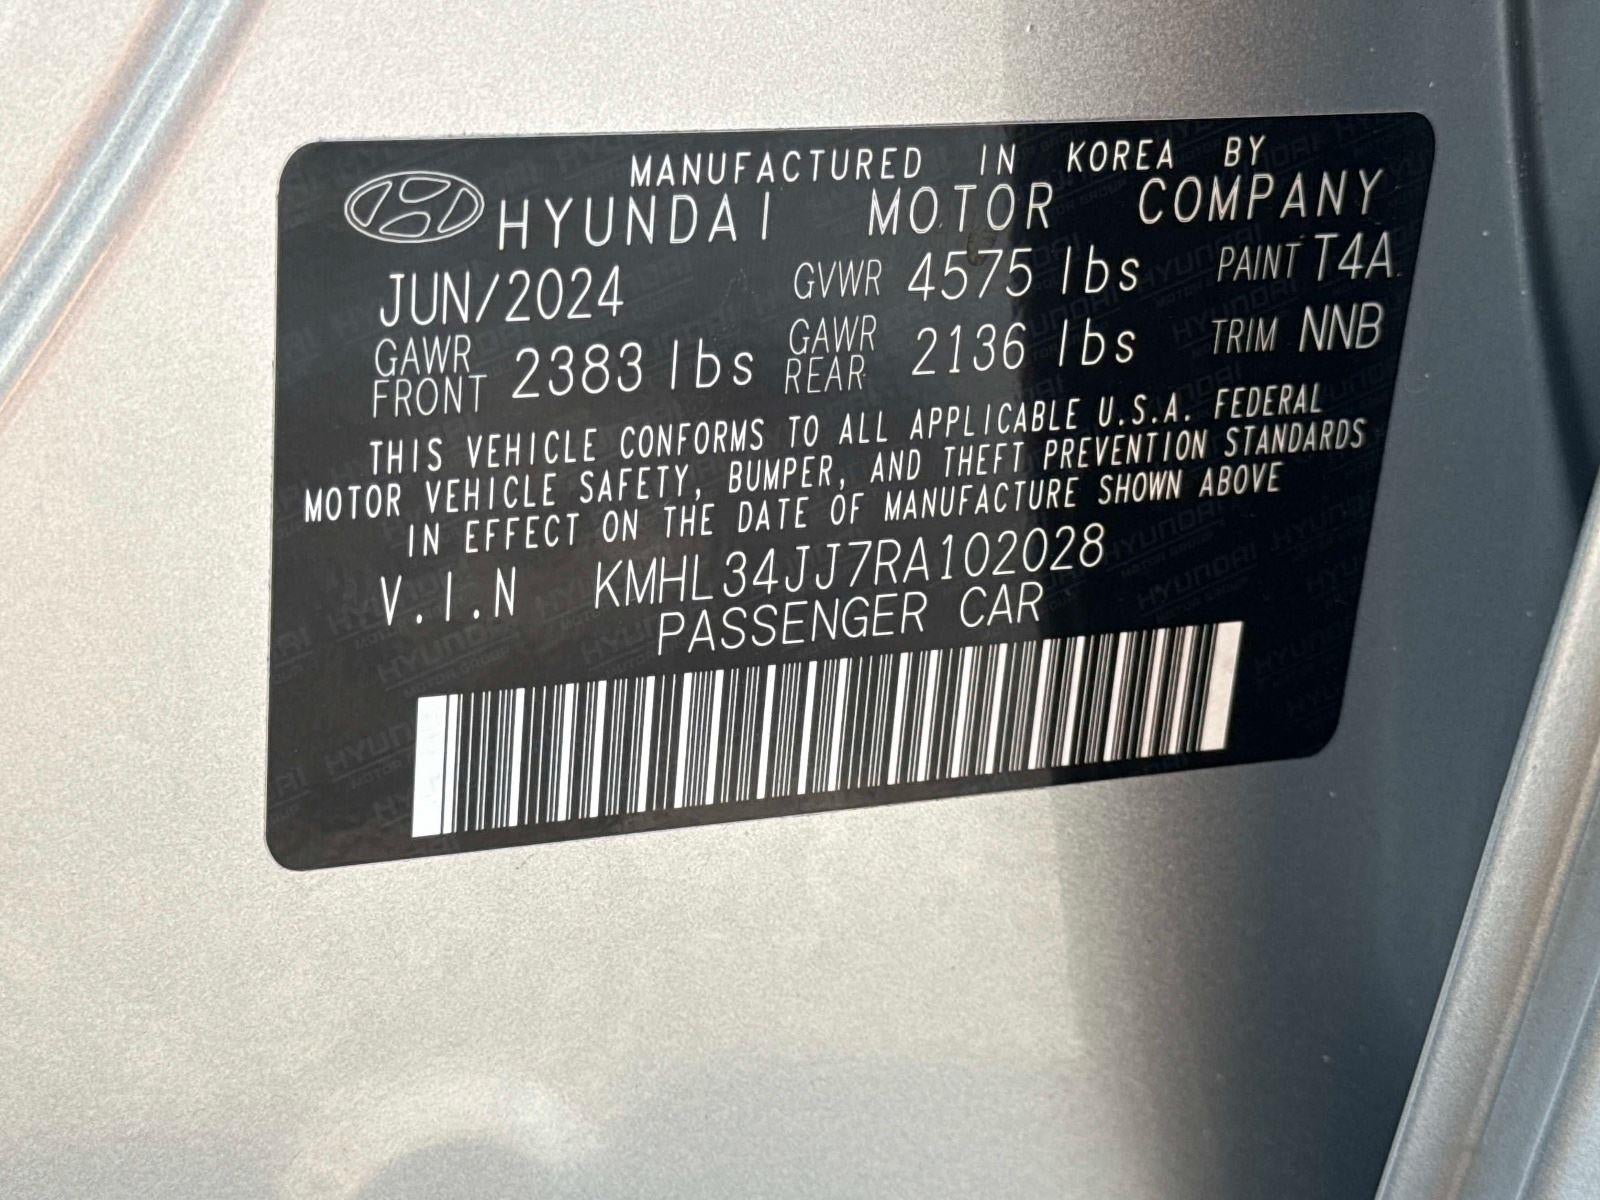 MANUFACTURED IN KOREA BY
HYUNDAI MOTOR COMPANY
JUN/2024 GVWR 4575 lbs PAINT T4A
GAWR FRONT 2383 lbs GAWR REAR 2136 lbs TRIM NNB
THIS VEHICLE CONFORMS TO ALL APPLICABLE U.S.A. FEDERAL
MOTOR VEHICLE SAFETY, BUMPER, AND THEFT PREVENTION STANDARDS
IN EFFECT ON THE DATE OF MANUFACTURE SHOWN ABOVE
V.I.N KMHL34JJ7RA102028
PASSENGER CAR